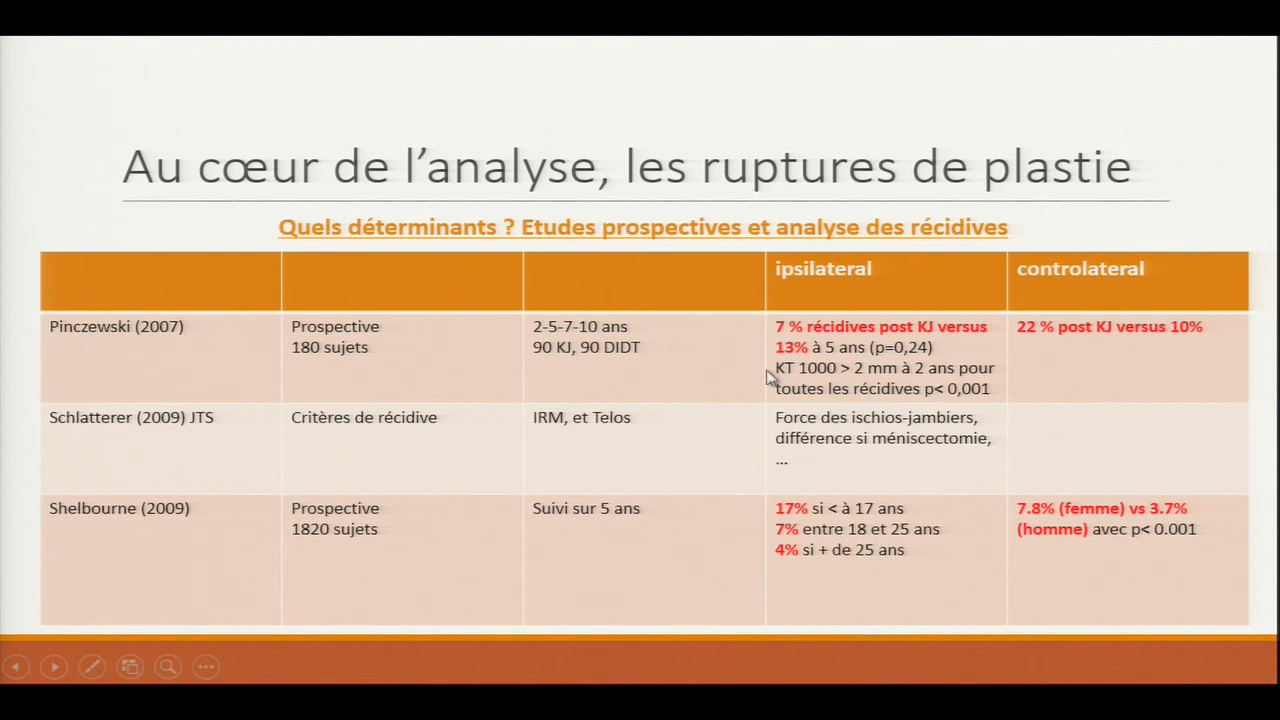 Au cœur de l’analyse, les ruptures de plastie
Quels déterminants ? Etudes prospectives et analyse des récidives
ipsilateral
controlateral
Pinczewski (2007)
Prospective
180 sujets
2-5-7-10 ans
90 KJ, 90 DIDT
7 % récidives post KJ versus
13% à 5 ans (p=0,24)
KT 1000 > 2 mm à 2 ans pour
toutes les récidives p< 0,001
22 % post KJ versus 10%
Schlatterer (2009) JTS
Critères de récidive
IRM, et Telos
Force des ischios-jambiers,
différence si méniscectomie,
...
Shelbourne (2009)
Prospective
1820 sujets
Suivi sur 5 ans
17% si < à 17 ans
7% entre 18 et 25 ans
4% si + de 25 ans
7.8% (femme) vs 3.7%
(homme) avec p< 0.001